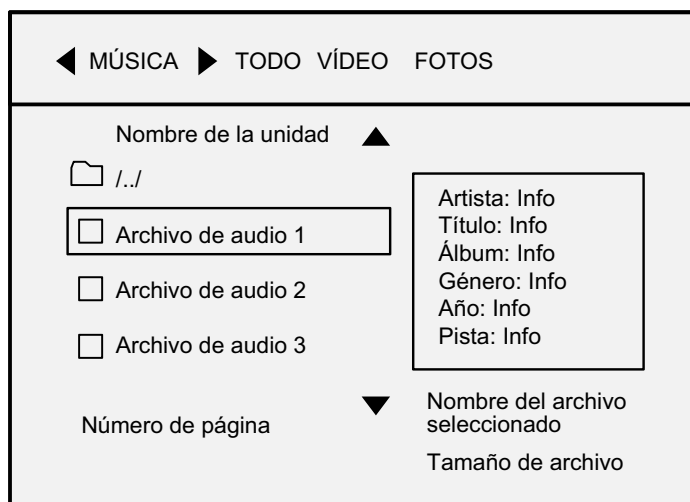 MÚSICA TODO VÍDEO FOTOS
Nombre de la unidad
/../
Archivo de audio 1
Archivo de audio 2
Archivo de audio 3
Número de página
Artista: Info
Título: Info
Álbum: Info
Género: Info
Año: Info
Pista: Info
Nombre del archivo
seleccionado
Tamaño de archivo